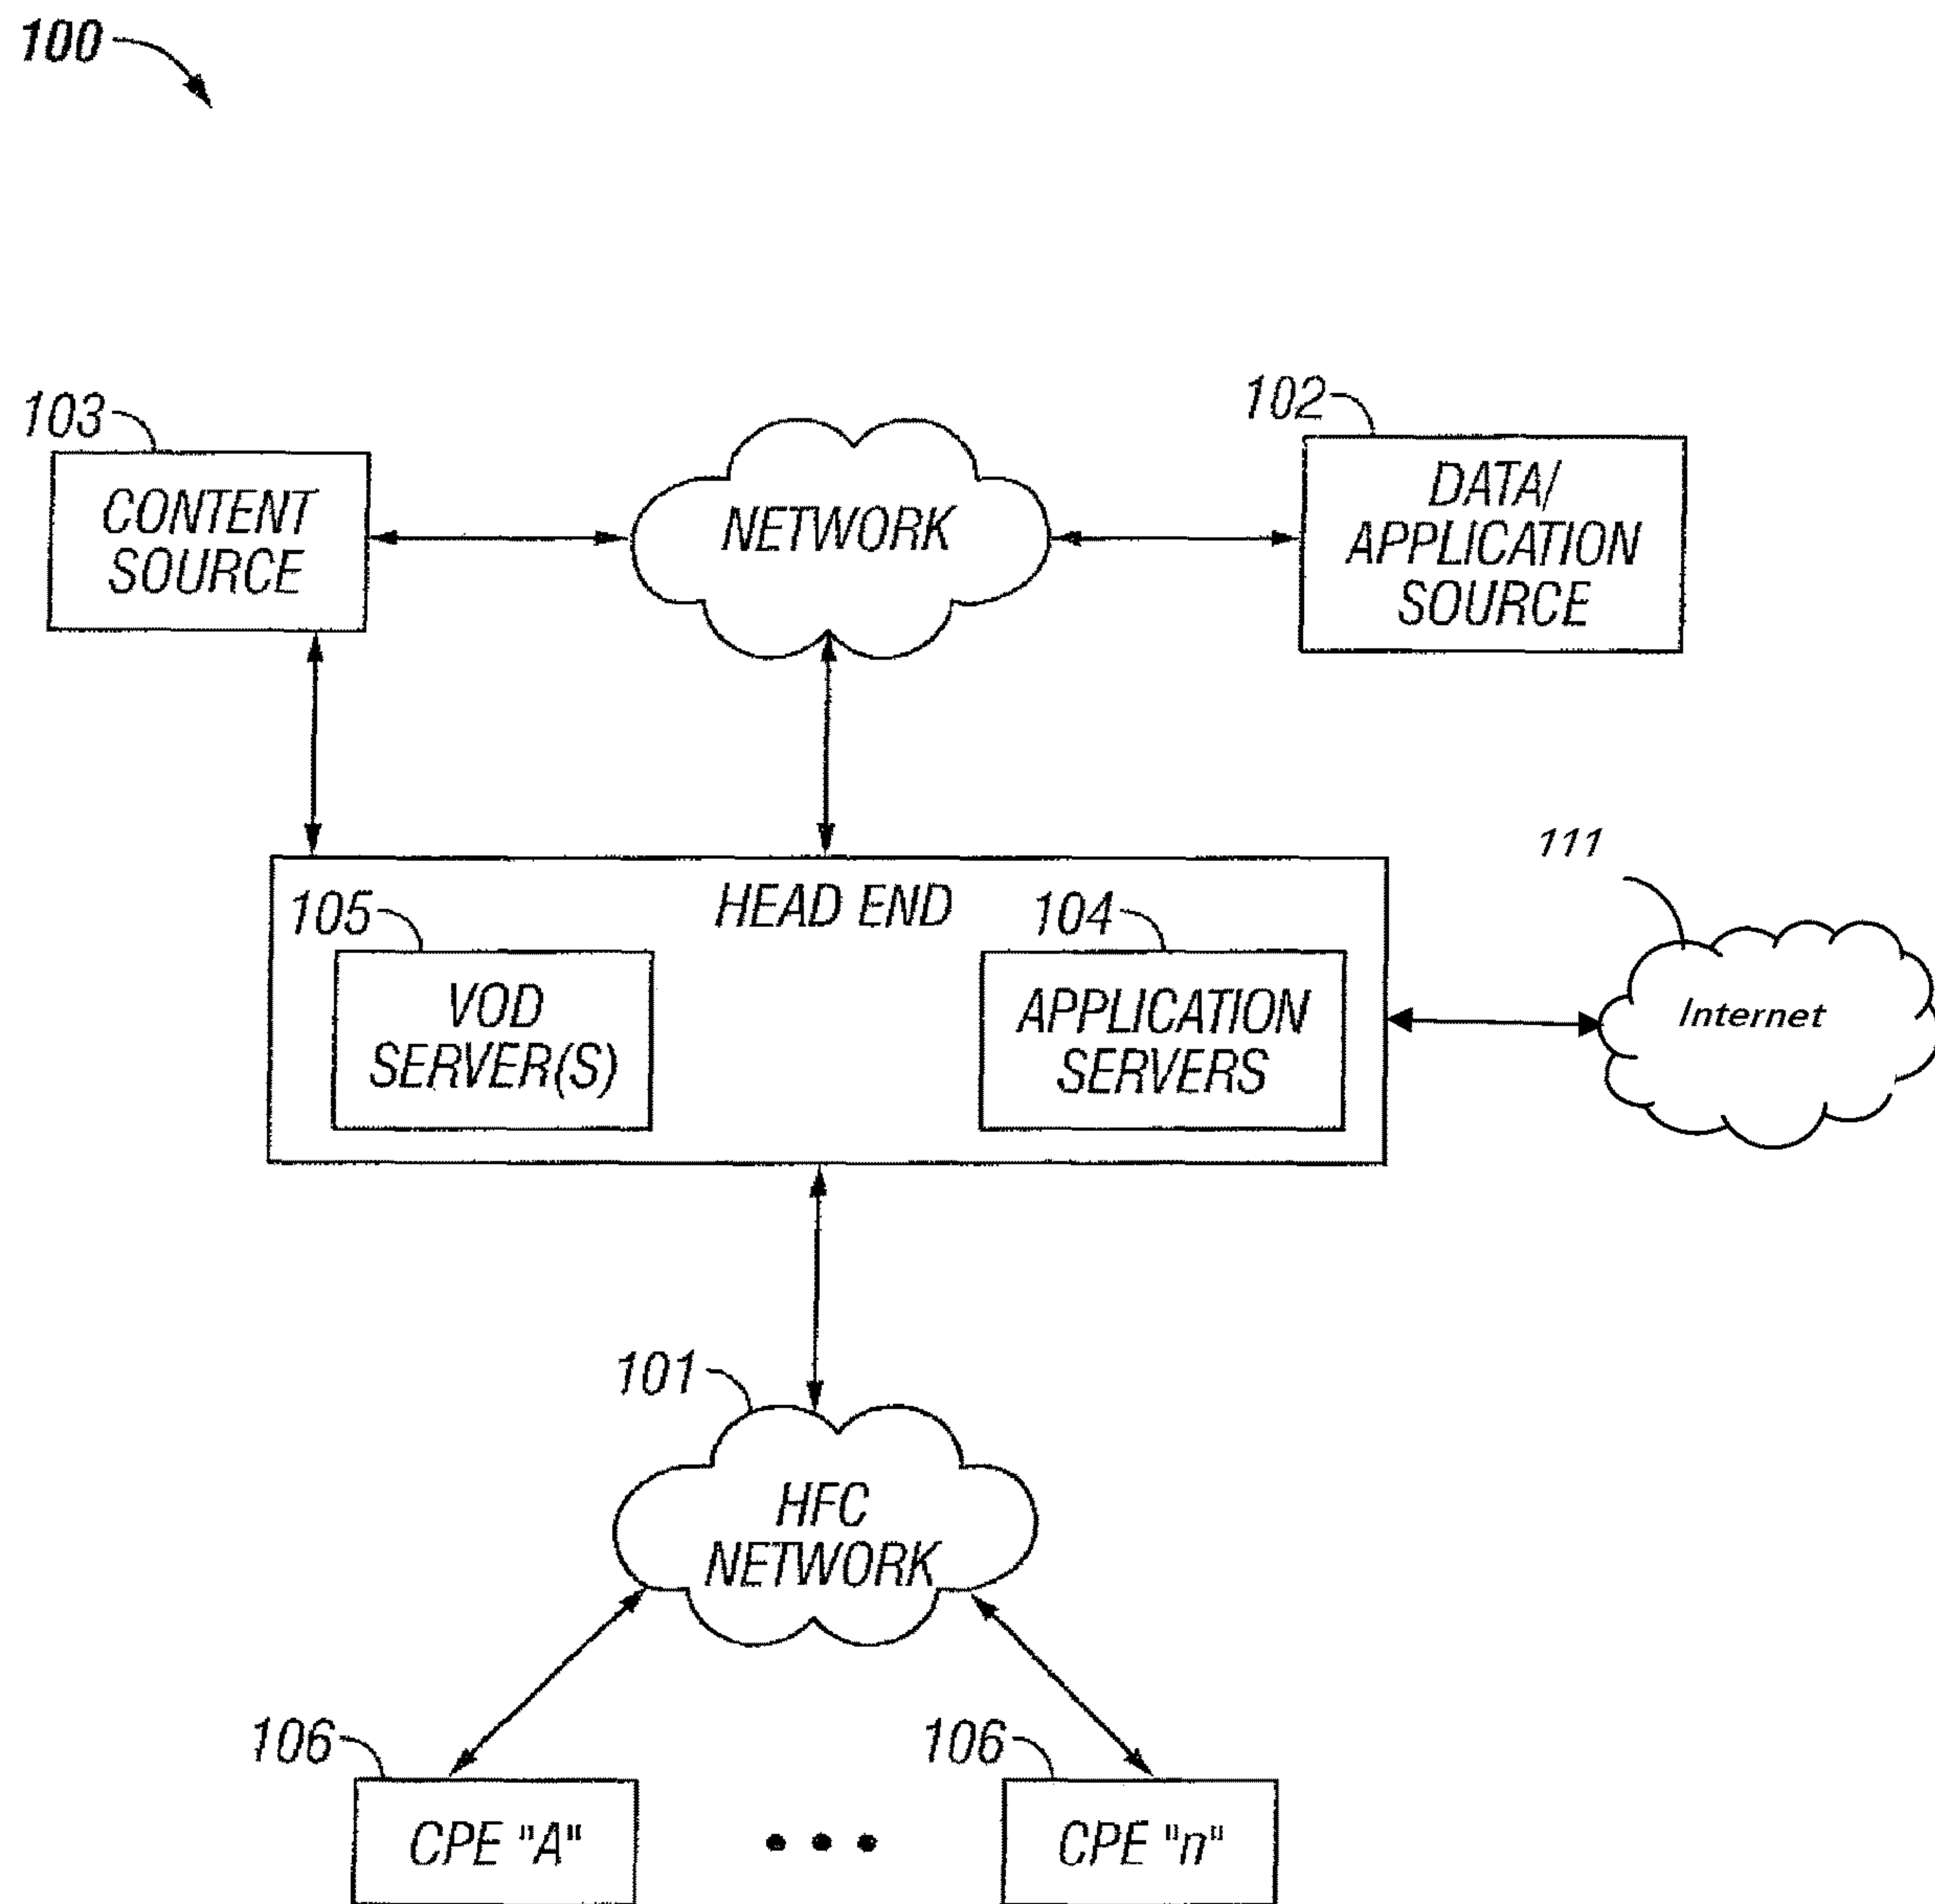 100
103
CONTENT
SOURCE
NETWORK
102
DATA/
APPLICATION
SOURCE
HEAD END
105
VOD
SERVER(S)
104
APPLICATION
SERVERS
111
Internet
101
HFC
NETWORK
106
CPE "A"
106
CPE "n"